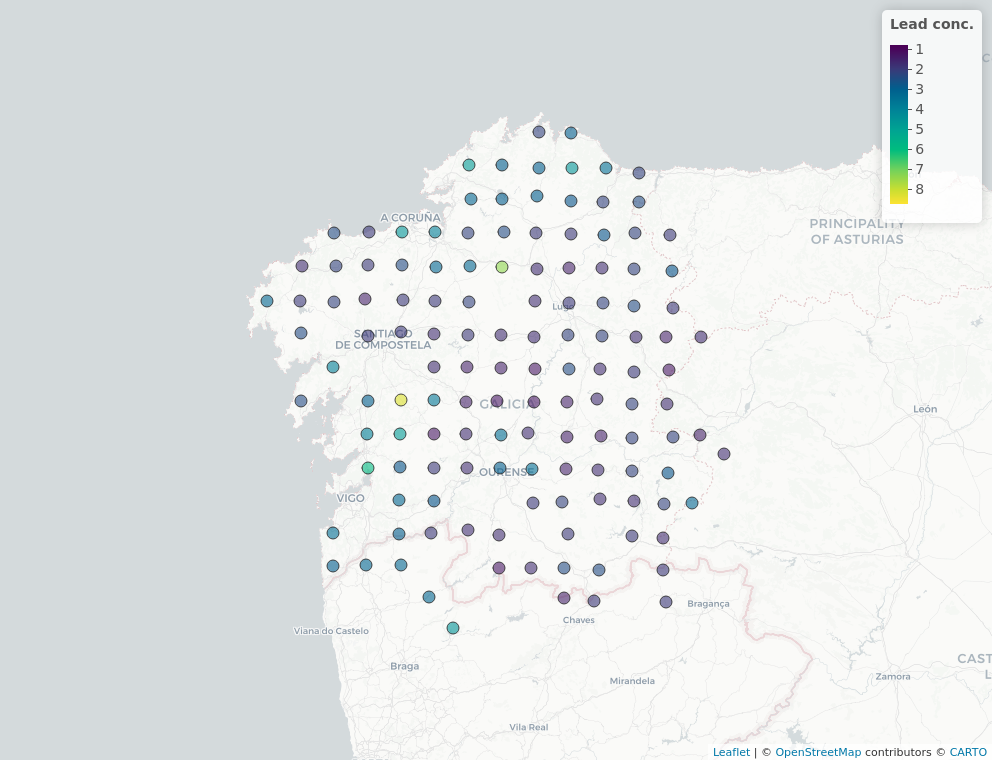 Lead conc.
1
2
3
4
5
6
7
8
C
A CORUÑA
PRINCIPALITY
OF ASTURIAS
Lugo
SANTIAGO
DE COMPOSTELA
GALICIA
León
OURENSE
VIGO
Bragança
Chaves
Viana do Castelo
Braga
CAST
L
Zamora
Mirandela
Vila Real
Leaflet | © OpenStreetMap contributors © CARTO